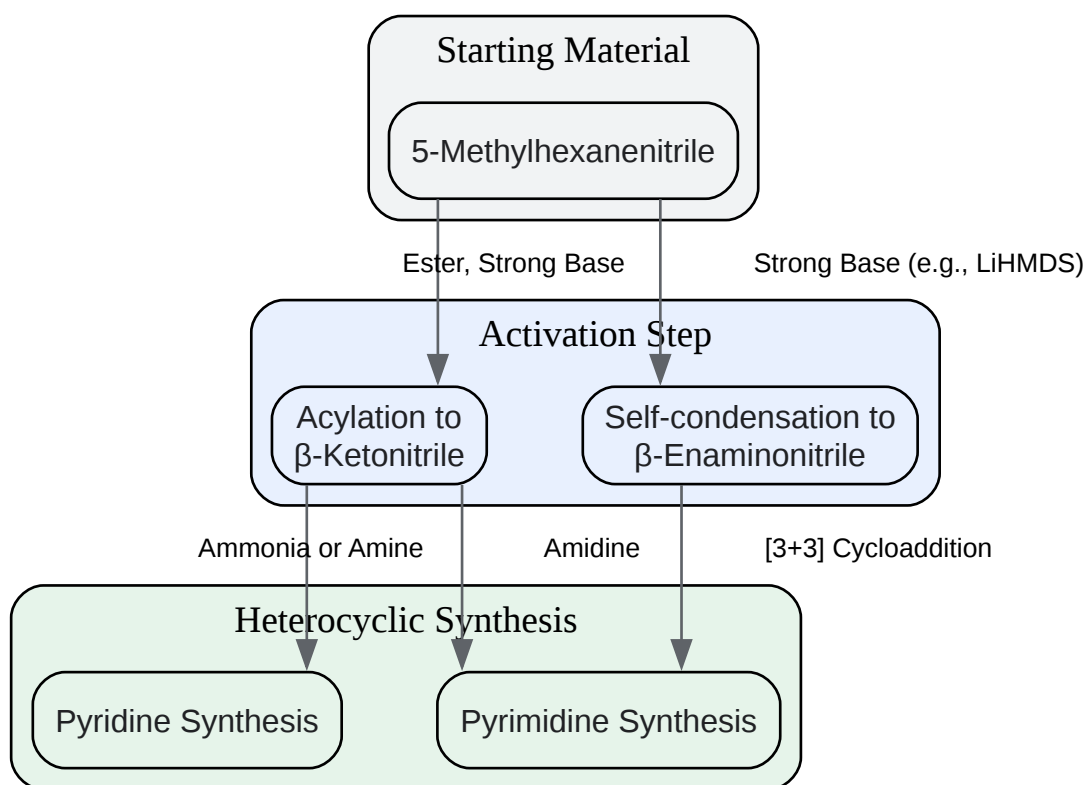 Starting Material
5-Methylhexanenitrile
Ester, Strong Base
Strong Base (e.g., LiHMDS)
Activation Step
Acylation to
β-Ketonitrile
Self-condensation to
β-Enaminonitrile
Ammonia or Amine
Amidine
[3+3] Cycloaddition
Heterocyclic Synthesis
Pyridine Synthesis
Pyrimidine Synthesis